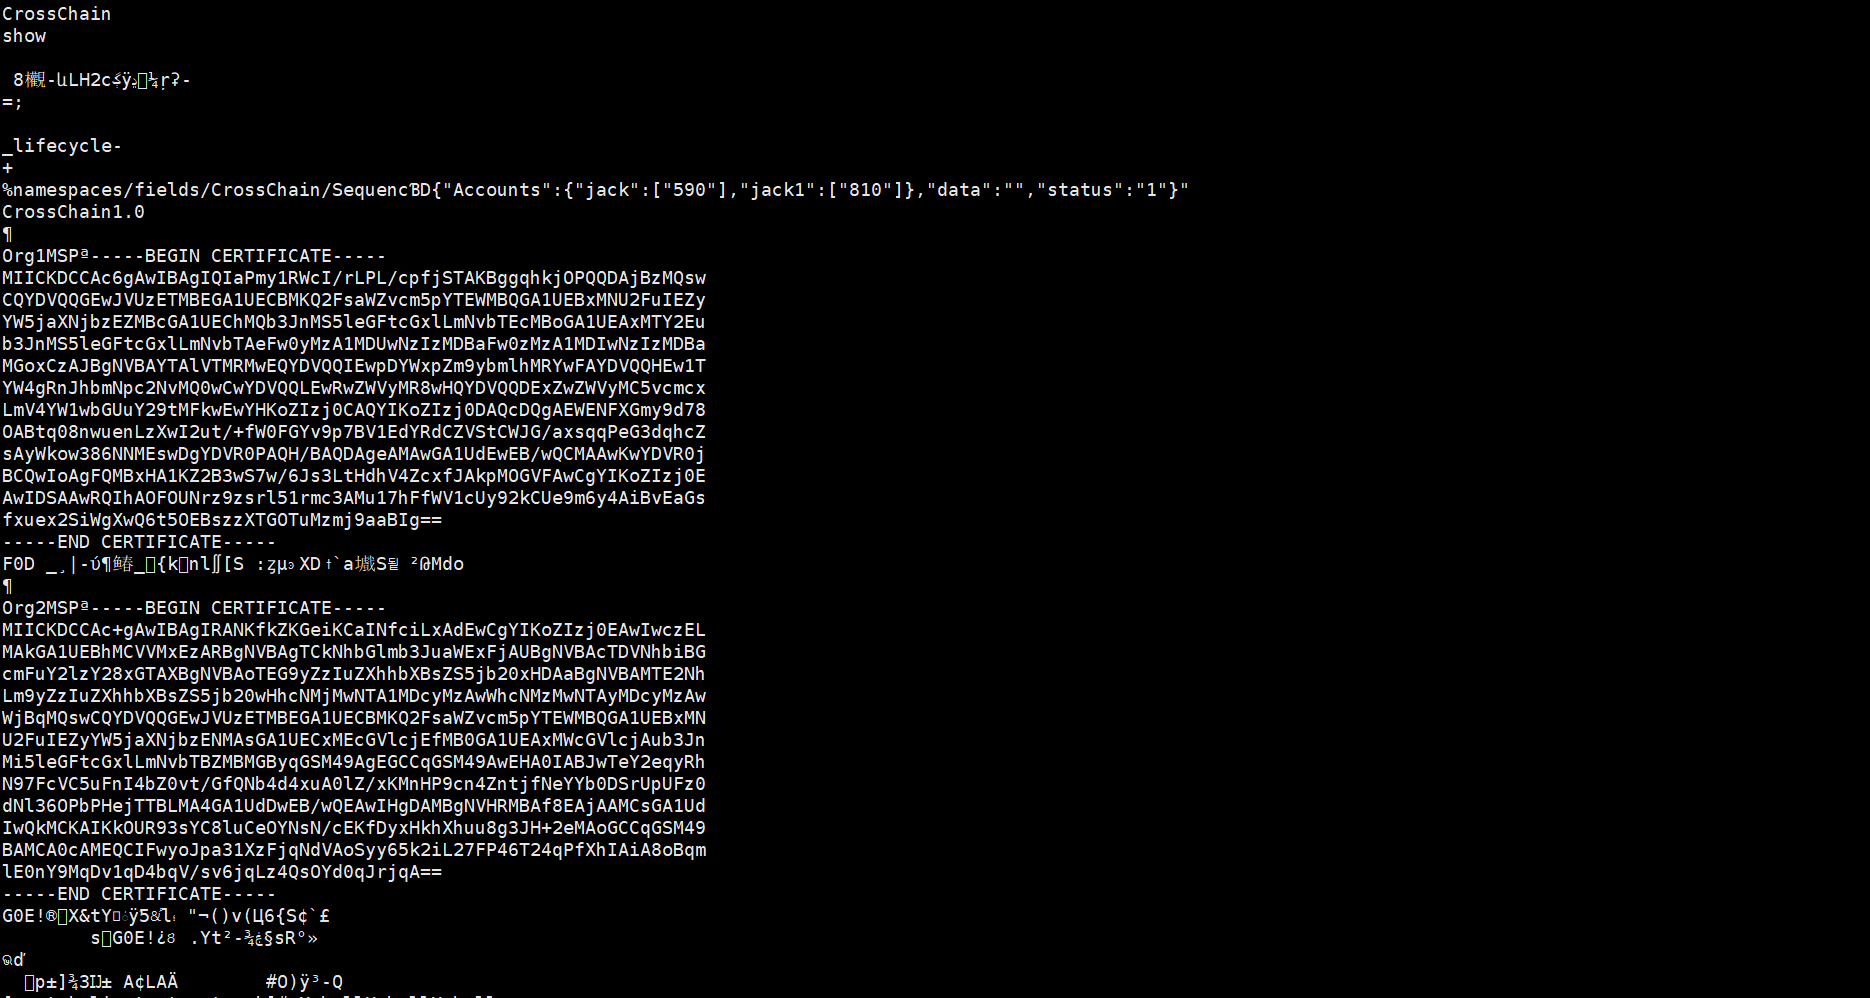 CrossChain
show
=;
_lifecycle-
+
%namespaces/fields/CrossChain/SequencƁD{"Accounts":{"jack":["590"],"jack1":["810"]},"data":"","status":"1"}"
CrossChain1.0
¶
Org1MSPª-----BEGIN CERTIFICATE-----
MIICKDCCAc6gAwIBAgIQIaPmy1RWcI/rLPL/cpfjSTAKBggqhkjOPQQDAjBzMQsw
CQYDVQQGEwJVUzETMBEGA1UECBMKQ2FsaWZvcm5pYTEWMBQGA1UEBxMNU2FuIEZy
YW5jaXNjbzEZMBcGA1UEChMQb3JnMS5leGFtcGxlLmNvbTEcMBoGA1UEAxMTY2Eu
b3JnMS5leGFtcGxlLmNvbTAeFw0yMzA1MDUwNzIzMDBaFw0zMzA1MDIwNzIzMDBa
MGoxCzAJBgNVBAYTAlVTMRMwEQYDVQQIEwpDYWxpZm9ybmlhMRYwFAYDVQQHEw1T
YW4gRnJhbmNpc2NvMQ0wCwYDVQQLEwRwZWVyMR8wHQYDVQQDExZwZWVyMC5vcmcx
LmV4YW1wbGUuY29tMFkwEwYHKoZIzj0CAQYIKoZIzj0DAQcDQgAEWENFXGmy9d78
OABtq08nwuenLzXwI2ut/+fW0FGYv9p7BV1EdYRdCZVStCWJG/axsqqPeG3dqhcZ
sAyWkow386NNMEswDgYDVR0PAQH/BAQDAgeAMAwGA1UdEwEB/wQCMAAwKwYDVR0j
BCQwIoAgFQMBxHA1KZ2B3wS7w/6Js3LtHdhV4ZcxfJAkpMOGVFAwCgYIKoZIzj0E
AwIDSAAwRQIhAOFOUNrz9zsrl51rmc3AMu17hFfWV1cUy92kCUe9m6y4AiBvEaGs
fxuex2SiWgXwQ6t5OEBszzXTGOTuMzmj9aaBIg==
-----END CERTIFICATE-----
¶
Org2MSPª-----BEGIN CERTIFICATE-----
MIICKDCCAc+gAwIBAgIRANKfkZKGeiKCaINfciLxAdEwCgYIKoZIzj0EAwIwczEL
MAkGA1UEBhMCVVMxEzARBgNVBAgTCkNhbGlmb3JuaWExFjAUBgNVBAcTDVNhbiBG
cmFuY2lzY28xGTAXBgNVBAoTEG9yZzIuZXhhbXBsZS5jb20xHDAaBgNVBAMTE2Nh
Lm9yZzIuZXhhbXBsZS5jb20wHhcNMjMwNTA1MDcyMzAwWhcNMzMwNTAyMDcyMzAw
WjBqMQswCQYDVQQGEwJVUzETMBEGA1UECBMKQ2FsaWZvcm5pYTEWMBQGA1UEBxMN
U2FuIEZyYW5jaXNjbzENMAsGA1UECxMEcGVlcjEfMB0GA1UEAxMWcGVlcjAub3Jn
Mi5leGFtcGxlLmNvbTBZMBMGByqGSM49AgEGCCqGSM49AwEHA0IABJwTeY2eqyRh
N97FcVC5uFnI4bZ0vt/GfQNb4d4xuA0lZ/xKMnHP9cn4ZntjfNeYYb0DSrUpUFz0
dNl36OPbPHejTTBLMA4GA1UdDwEB/wQEAwIHgDAMBgNVHRMBAf8EAjAAMCsGA1Ud
IwQkMCKAIKkOUR93sYC8luCeOYNsN/cEKfDyxHkhXhuu8g3JH+2eMAoGCCqGSM49
BAMCA0cAMEQCIFwyoJpa31XzFjqNdVAoSyy65k2iL27FP46T24qPfXhIAiA8oBqm
lE0nY9MqDv1qD4bqV/sv6jqLz4QsOYd0qJrjqA==
-----END CERTIFICATE-----